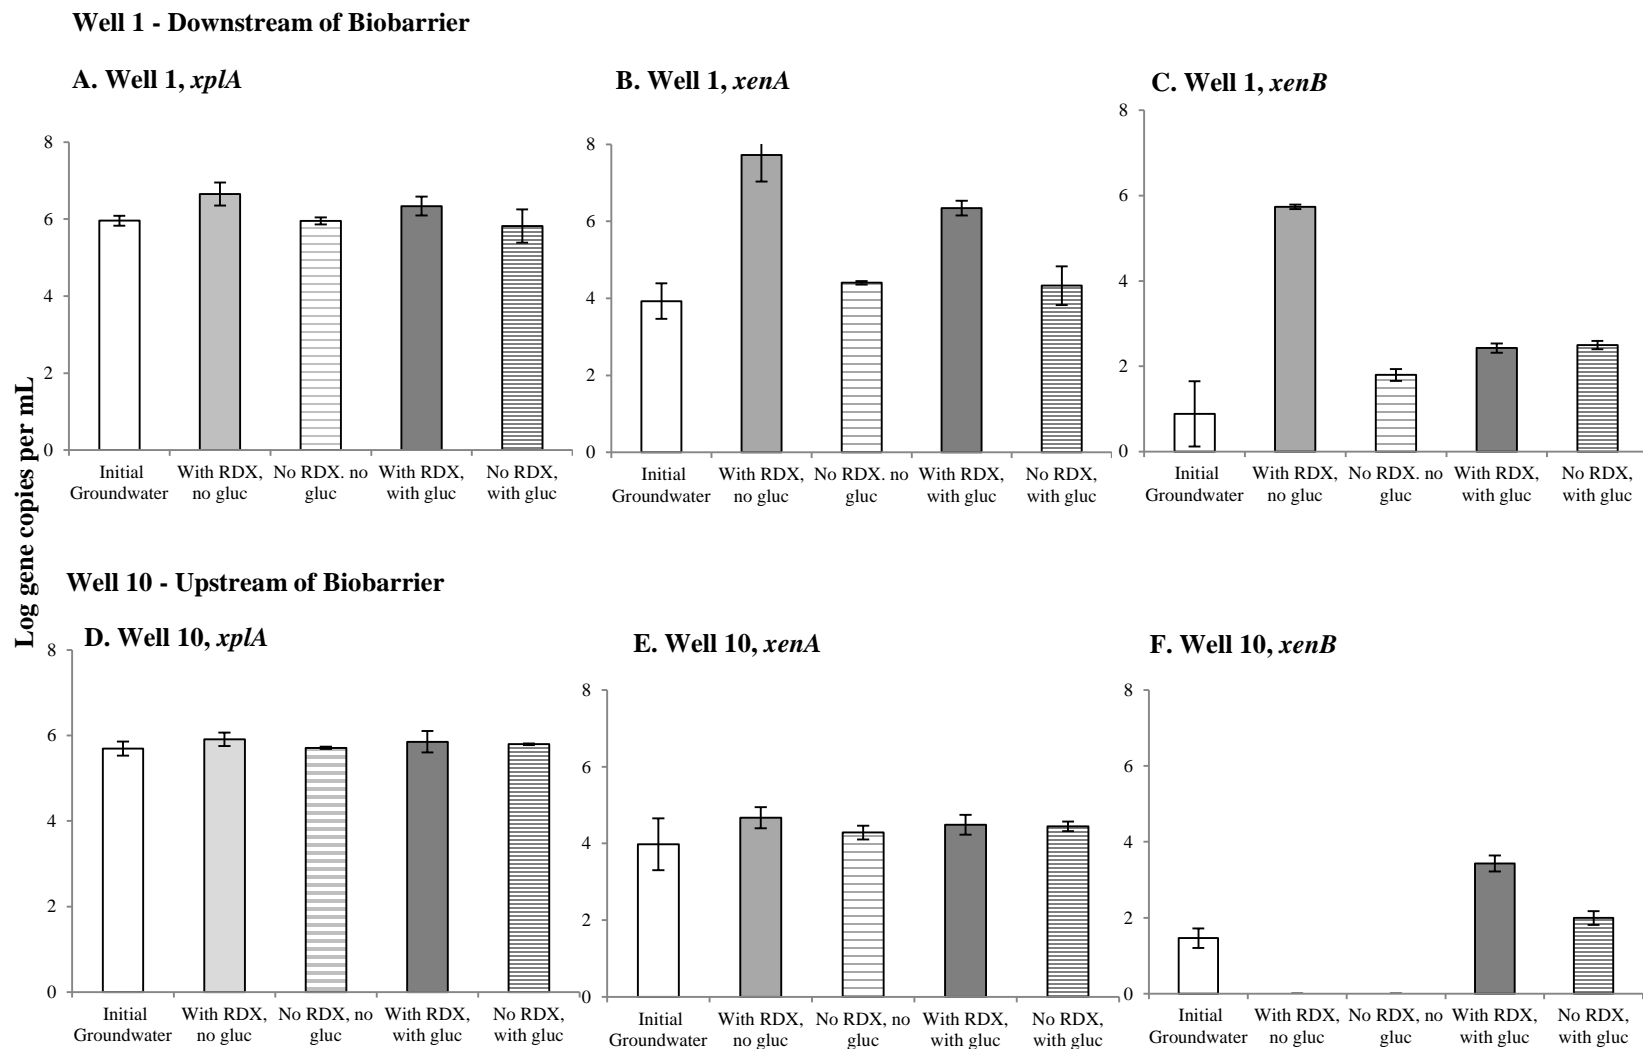 Well 1 - Downstream of Biobarrier
A. Well 1, xplA
B. Well 1, xenA
C. Well 1, xenB
Log gene copies per mL
8
6
4
2
0
Initial Groundwater
With RDX, no gluc
No RDX. no gluc
With RDX, with gluc
No RDX, with gluc
8
6
4
2
0
Initial Groundwater
With RDX, no gluc
No RDX. no gluc
With RDX, with gluc
No RDX, with gluc
8
6
4
2
0
Initial Groundwater
With RDX, no gluc
No RDX. no gluc
With RDX, with gluc
No RDX, with gluc
Well 10 - Upstream of Biobarrier
D. Well 10, xplA
E. Well 10, xenA
F. Well 10, xenB
8
6
4
2
0
Initial Groundwater
With RDX, no gluc
No RDX, no gluc
With RDX, with gluc
No RDX, with gluc
8
6
4
2
0
Initial Groundwater
With RDX, no gluc
No RDX, no gluc
With RDX, with gluc
No RDX, with gluc
8
6
4
2
0
Initial Groundwater
With RDX, no gluc
No RDX, no gluc
With RDX, with gluc
No RDX, with gluc